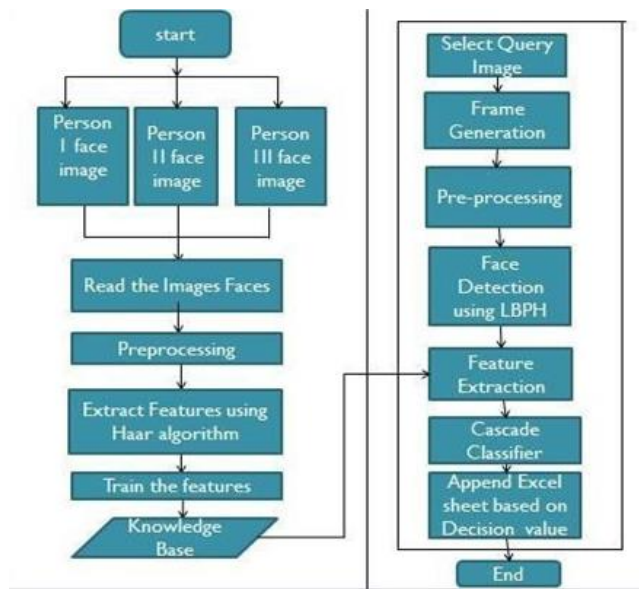 start
Person
I face
image
Person
II face
image
Person
III face
image
Read the Images Faces
Preprocessing
Extract Features using
Haar algorithm
Train the features
Knowledge
Base
Select Query
Image
Frame
Generation
Pre-processing
Face
Detection
using LBPH
Feature
Extraction
Cascade
Classifier
Append Excel
sheet based on
Decision value
End